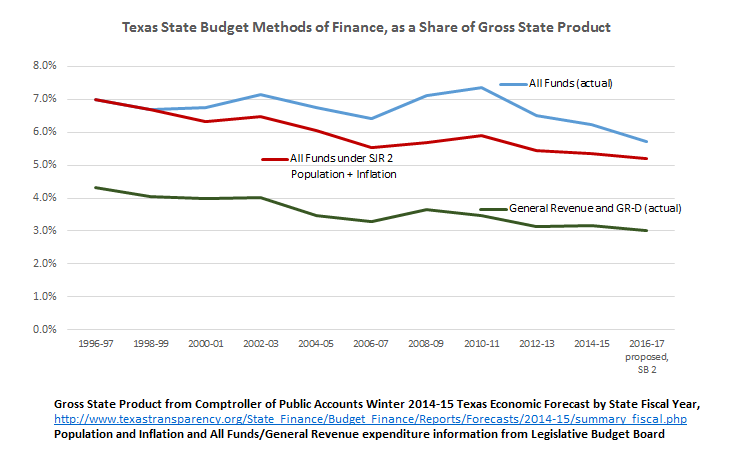 Texas State Budget Methods of Finance, as a Share of Gross State Product
8.0%
7.0%
6.0%
5.0%
4.0%
3.0%
2.0%
1.0%
0.0%
All Funds (actual)
All Funds under SJR 2
Population + Inflation
General Revenue and GR-D (actual)
1996-97 1998-99 2000-01 2002-03 2004-05 2006-07 2008-09 2010-11 2012-13 2014-15 2016-17
proposed,
SB 2
Gross State Product from Comptroller of Public Accounts Winter 2014-15 Texas Economic Forecast by State Fiscal Year,
http://www.texastransparency.org/State_Finance/Budget_Finance/Reports/Forecasts/2014-15/summary_fiscal.php
Population and Inflation and All Funds/General Revenue expenditure information from Legislative Budget Board